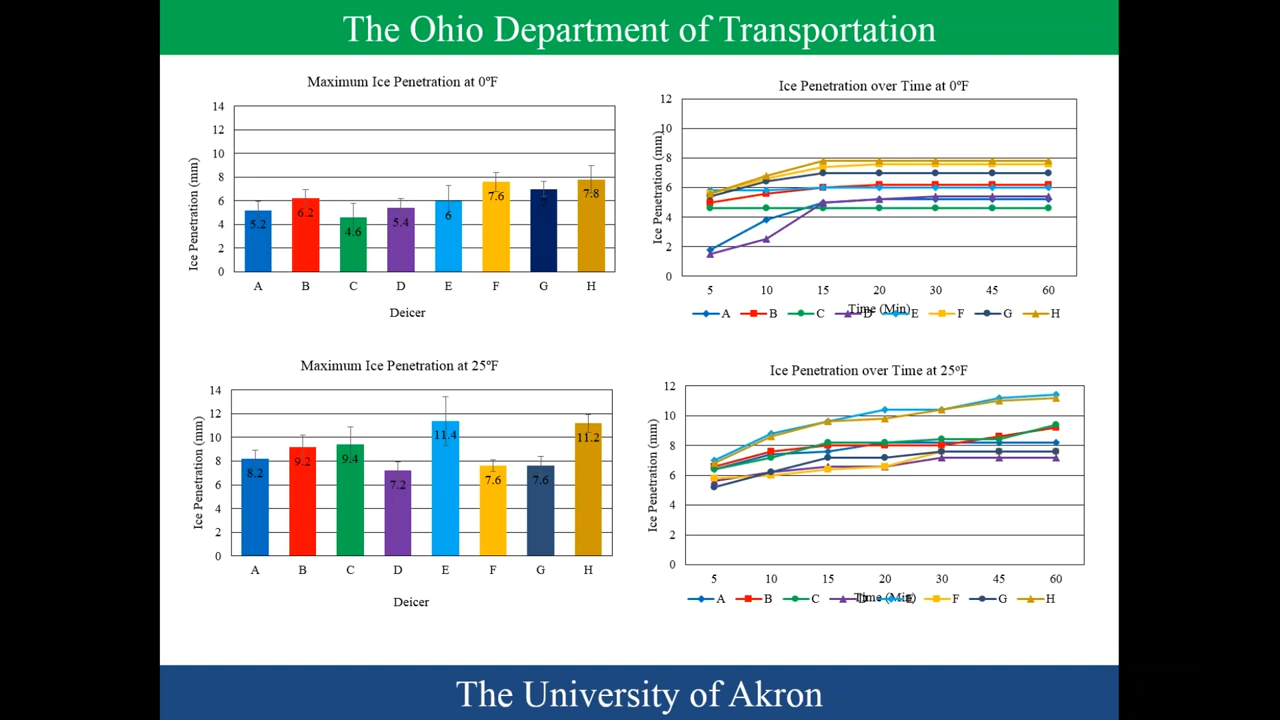 The Ohio Department of Transportation
Maximum Ice Penetration at 0ºF
Ice Penetration (mm)
14
12
10
8
6
4
2
0
5.2
6.2
4.6
5.4
6
7.6
7
7.8
A B C D E F G H
Deicer
Ice Penetration over Time at 0ºF
Ice Penetration (mm)
12
10
8
6
4
2
0
5 10 15 20 30 45 60
Time (Min)
A B C D E F G H
Maximum Ice Penetration at 25ºF
Ice Penetration (mm)
14
12
10
8
6
4
2
0
8.2
9.2
9.4
7.2
11.4
7.6
7.6
11.2
A B C D E F G H
Deicer
Ice Penetration over Time at 25ºF
Ice Penetration (mm)
12
10
8
6
4
2
0
5 10 15 20 30 45 60
Time (Min)
A B C D E F G H
The University of Akron